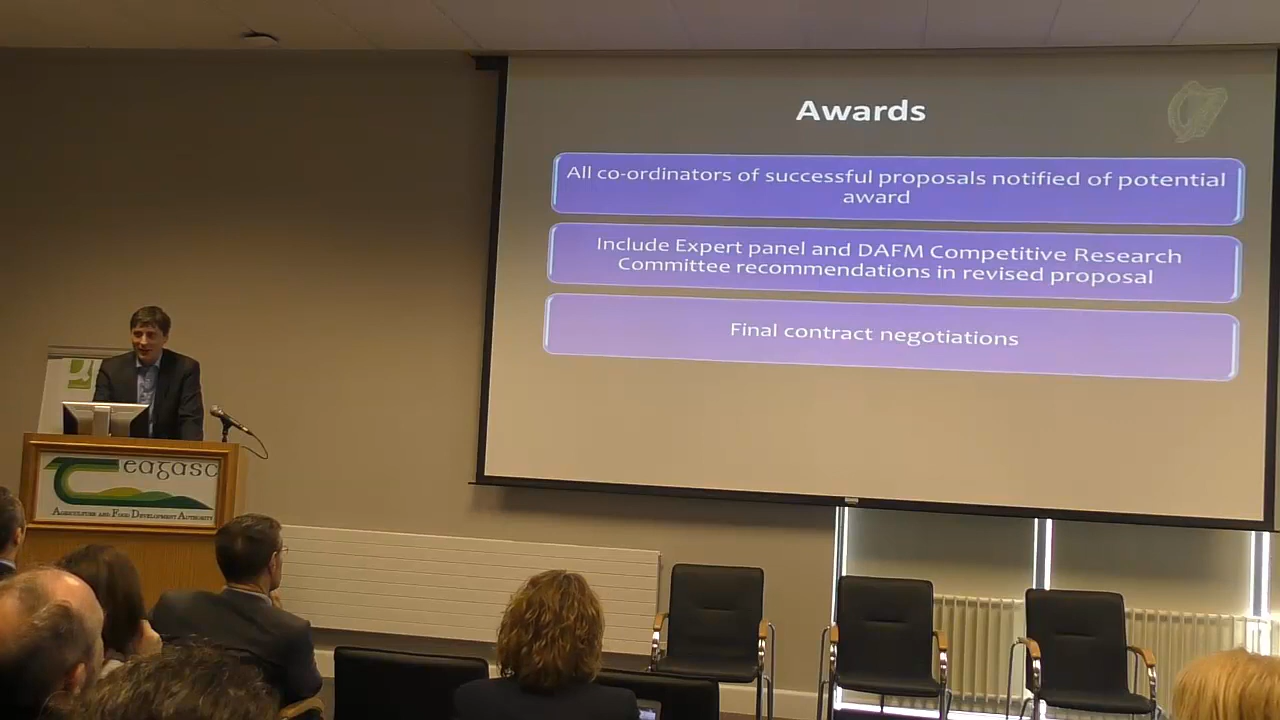 Awards
All co-ordinators of successful proposals notified of potential
award
Include Expert panel and DAFM Competitive Research
Committee recommendations in revised proposal
Final contract negotiations
Teagasc
Agriculture and Food Development Authority